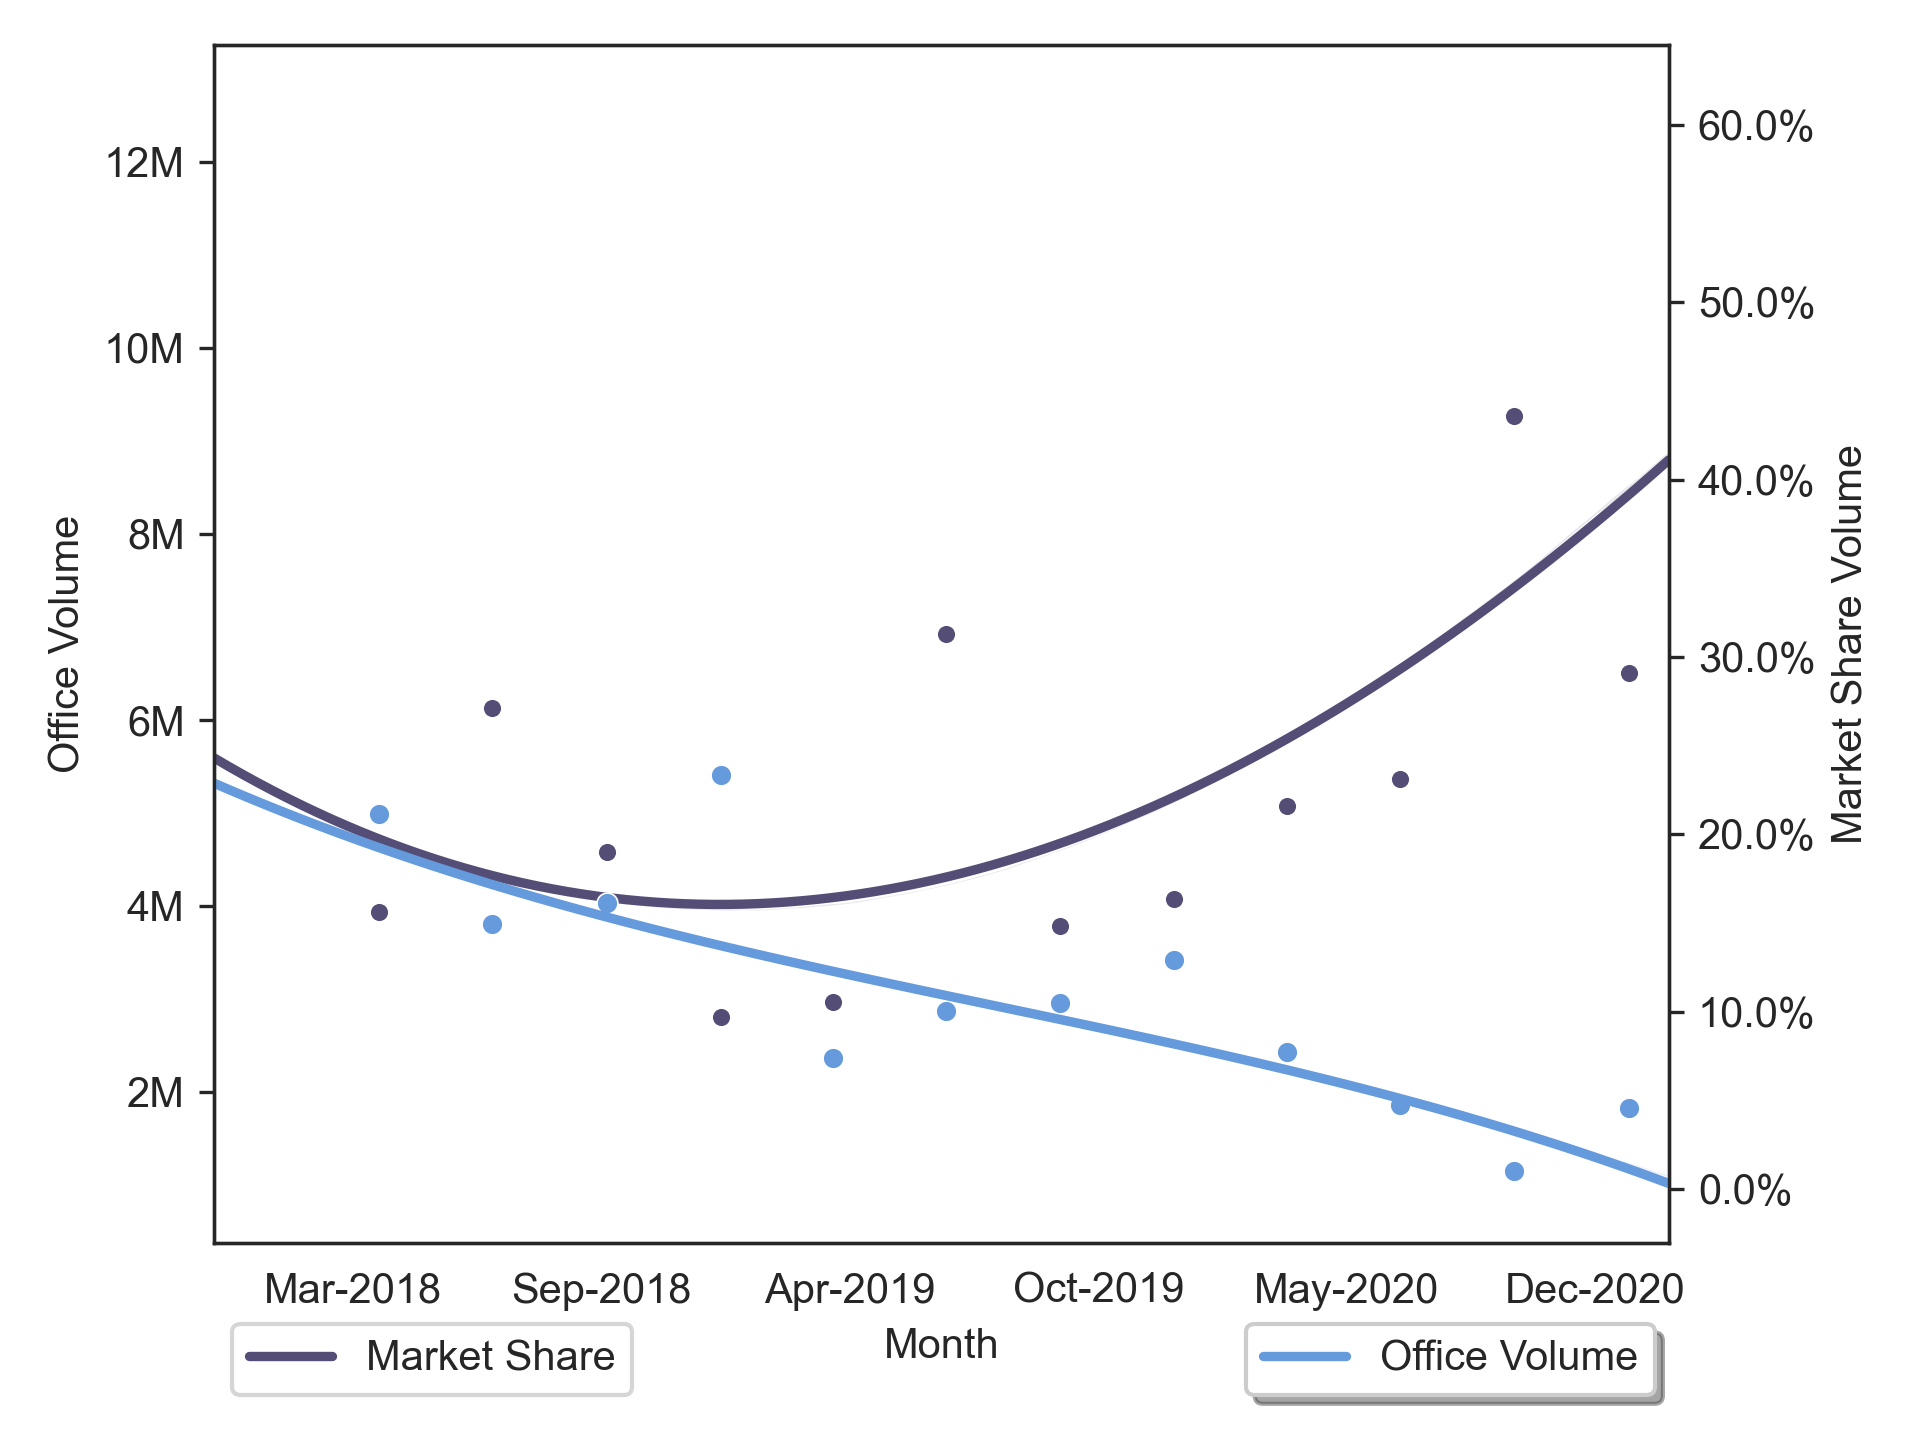 12M
10M
8M
6M
4M
2M
Office Volume
60.0%
50.0%
40.0%
30.0%
20.0%
10.0%
0.0%
Market Share Volume
Mar-2018 Sep-2018 Apr-2019 Oct-2019 May-2020 Dec-2020
Month
Market Share
Office Volume